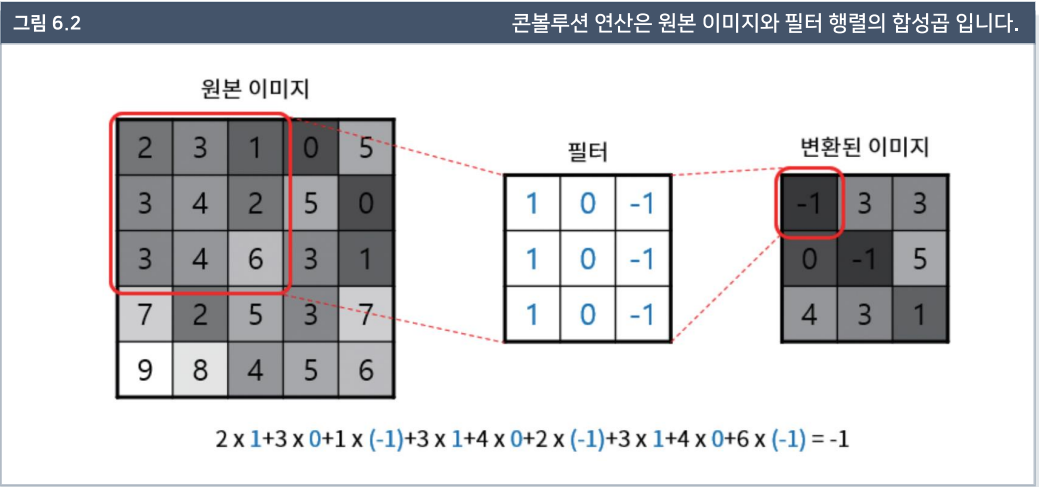 그림 6.2
콘볼루션 연산은 원본 이미지와 필터 행렬의 합성곱 입니다.
원본 이미지
2 3 1 0 5
3 4 2 5 0
3 4 6 3 1
7 2 5 3 7
9 8 4 5 6
필터
1 0 -1
1 0 -1
1 0 -1
변환된 이미지
-1 3 3
0 -1 5
4 3 1
2 x 1+3 x 0+1 x (-1)+3 x 1+4 x 0+2 x (-1)+3 x 1+4 x 0+6 x (-1) = -1